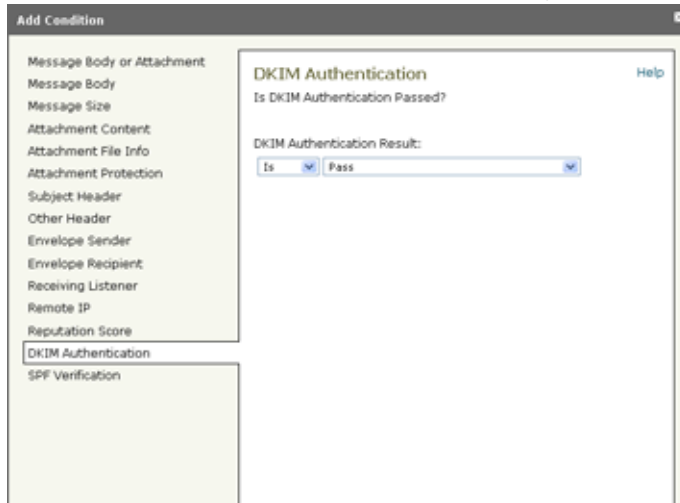 Add Condition
Message Body or Attachment
Message Body
Message Size
Attachment Content
Attachment File Info
Attachment Protection
Subject Header
Other Header
Envelope Sender
Envelope Recipient
Receiving Listener
Remote IP
Reputation Score
DKIM Authentication
SPF Verification
DKIM Authentication Help
Is DKIM Authentication Passed?
DKIM Authentication Result:
Is Pass